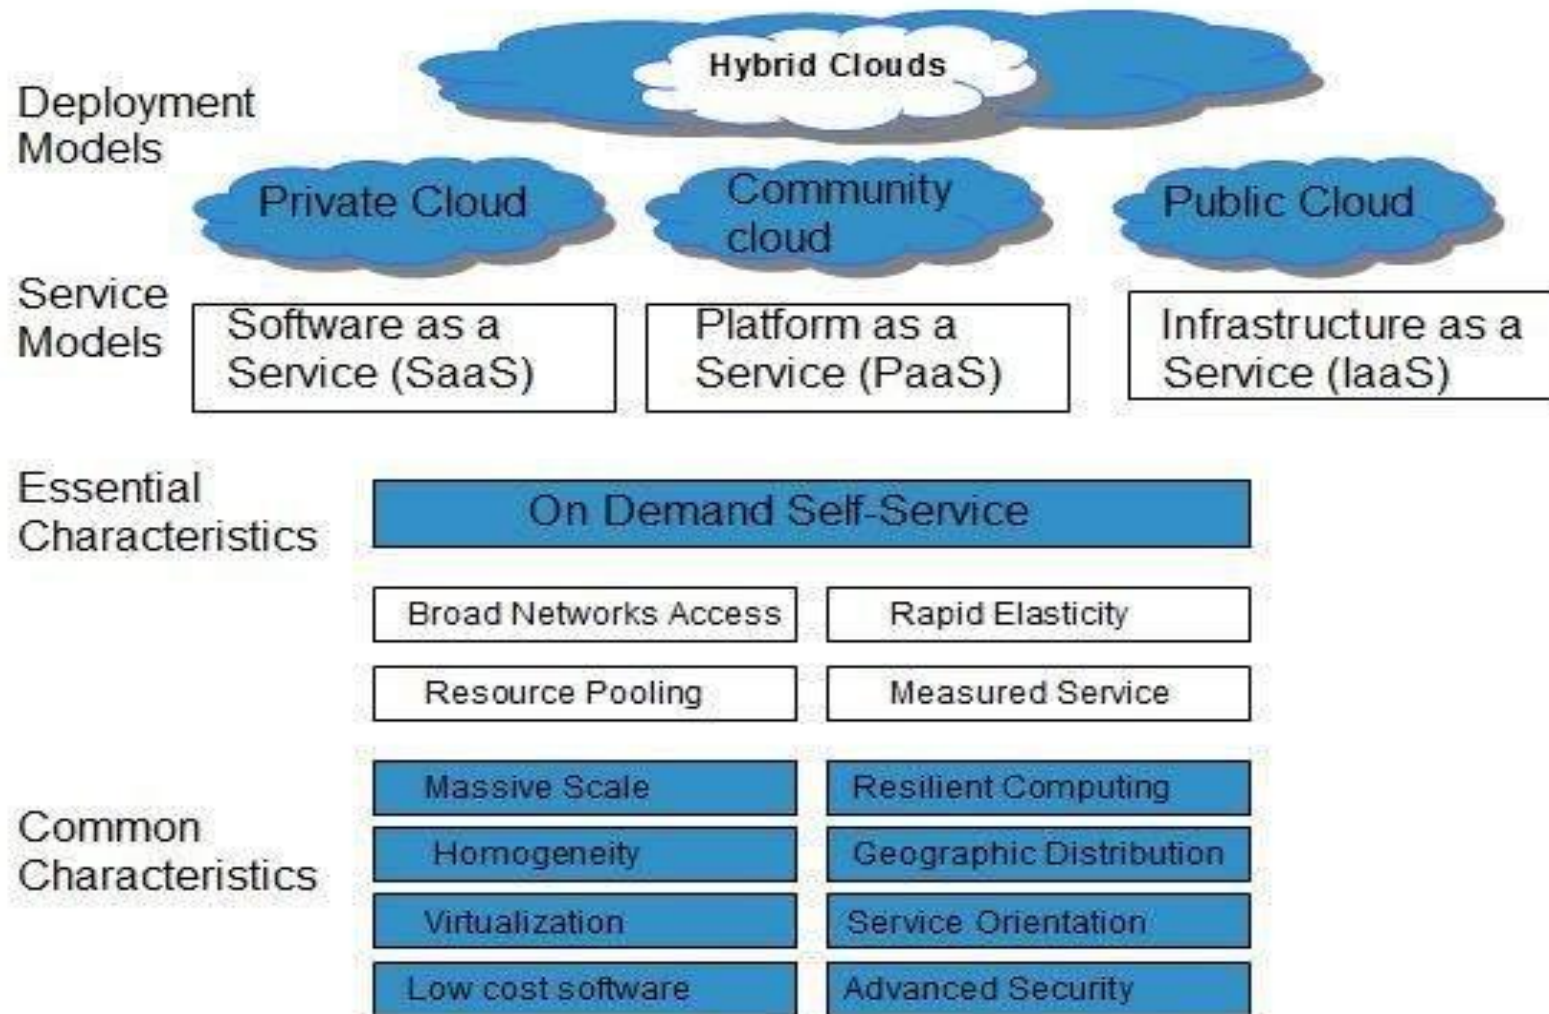 Hybrid Clouds
Deployment
Models
Private Cloud
Community
cloud
Public Cloud
Service
Models
Software as a
Service (SaaS)
Platform as a
Service (PaaS)
Infrastructure as a
Service (IaaS)
Essential
Characteristics
On Demand Self-Service
Broad Networks Access
Rapid Elasticity
Resource Pooling
Measured Service
Common
Characteristics
Massive Scale
Resilient Computing
Homogeneity
Geographic Distribution
Virtualization
Service Orientation
Low cost software
Advanced Security